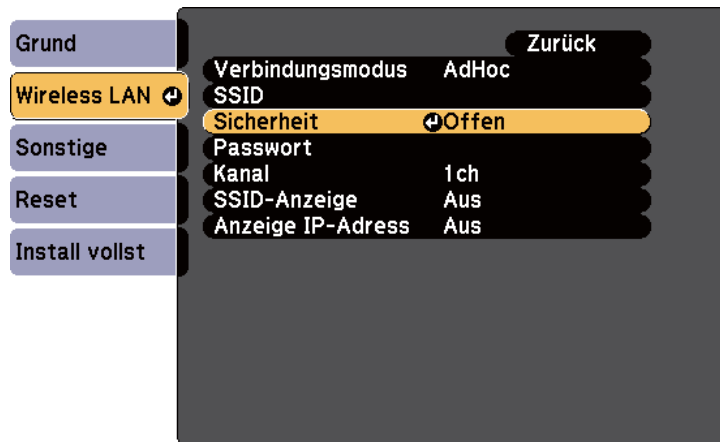 Grund
Wireless LAN
Sonstige
Reset
Install vollst
Zurück
Verbindungsmodus AdHoc
SSID
Sicherheit Offen
Passwort
Kanal 1ch
SSID-Anzeige Aus
Anzeige IP-Adress Aus